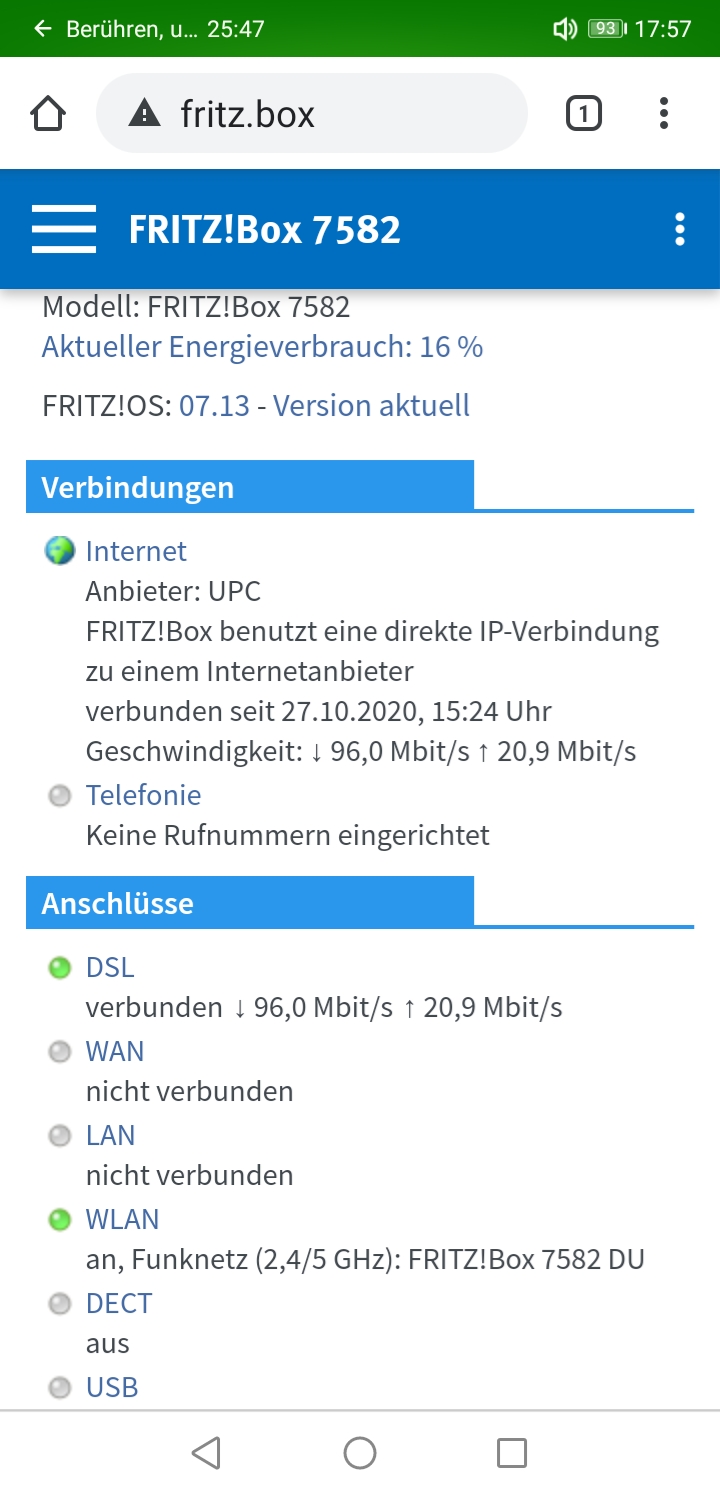 ← Berühren, u... 25:47 93 17:57
fritz.box 1
FRITZ!Box 7582
Modell: FRITZ!Box 7582
Aktueller Energieverbrauch: 16 %
FRITZ!OS: 07.13 - Version aktuell
Verbindungen
Internet
Anbieter: UPC
FRITZ!Box benutzt eine direkte IP-Verbindung
zu einem Internetanbieter
verbunden seit 27.10.2020, 15:24 Uhr
Geschwindigkeit: ↓ 96,0 Mbit/s ↑ 20,9 Mbit/s
Telefonie
Keine Rufnummern eingerichtet
Anschlüsse
DSL
verbunden ↓ 96,0 Mbit/s ↑ 20,9 Mbit/s
WAN
nicht verbunden
LAN
nicht verbunden
WLAN
an, Funknetz (2,4/5 GHz): FRITZ!Box 7582 DU
DECT
aus
USB